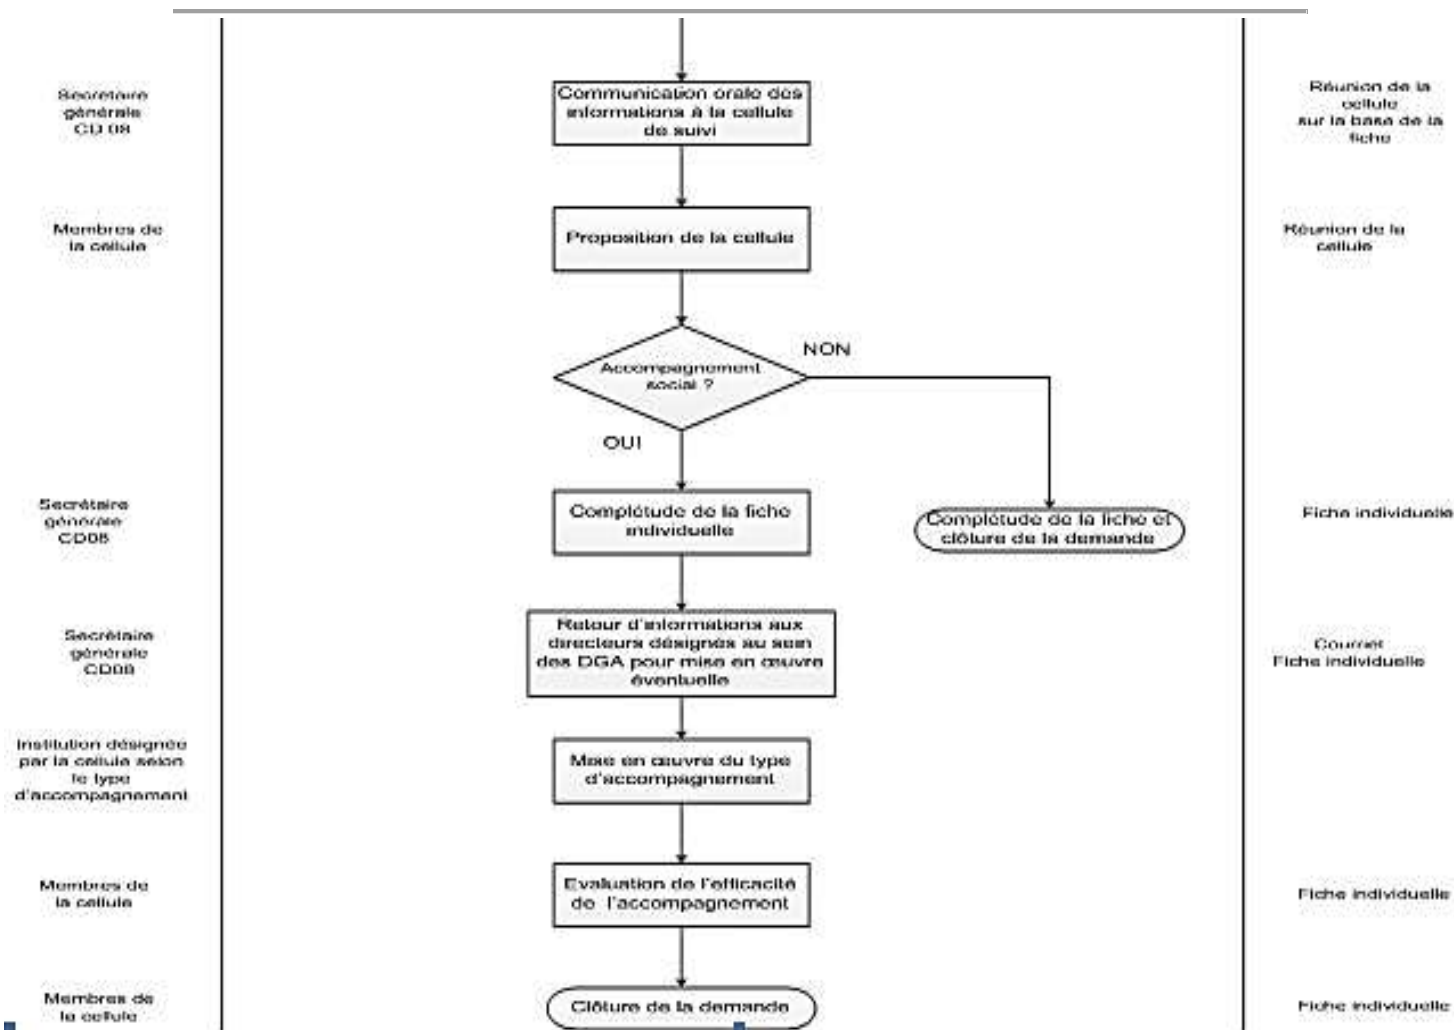 Secrétaire
générale
CD 08
Communication orale des
informations à la cellule
de suivi
Réunion de la
cellule
sur la base de la
fiche
Membres de
la cellule
Proposition de la cellule
Réunion de la
cellule
Accompagnement
social ?
NON
OUI
Secrétaire
générale
CD08
Complétude de la fiche
individuelle
Complétude de la fiche et
clôture de la demande
Fiche individuelle
Secrétaire
générale
CD08
Retour d'informations aux
directeurs désignés au sein
des DGA pour mise en œuvre
éventuelle
Courriel
Fiche individuelle
Institution désignée
par la cellule selon
le type
d'accompagnement
Mise en œuvre du type
d'accompagnement
Membres de
la cellule
Evaluation de l'efficacité
de l'accompagnement
Fiche individuelle
Membres de
la cellule
Clôture de la demande
Fiche individuelle